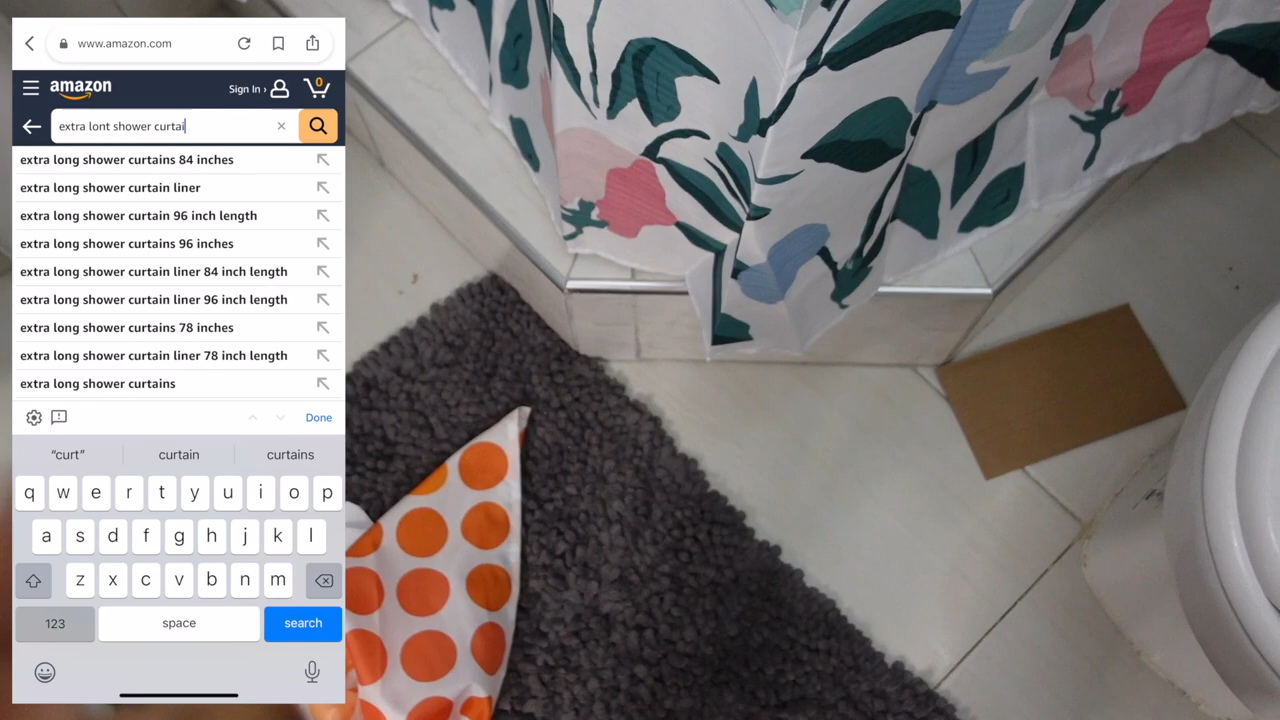 www.amazon.com
amazon
Sign In ›
0
extra lont shower curtai
extra long shower curtains 84 inches
extra long shower curtain liner
extra long shower curtain 96 inch length
extra long shower curtains 96 inches
extra long shower curtain liner 84 inch length
extra long shower curtain liner 96 inch length
extra long shower curtains 78 inches
extra long shower curtain liner 78 inch length
extra long shower curtains
Done
“curt” curtain curtains
q w e r t y u i o p
a s d f g h j k l
z x c v b n m
123 space search